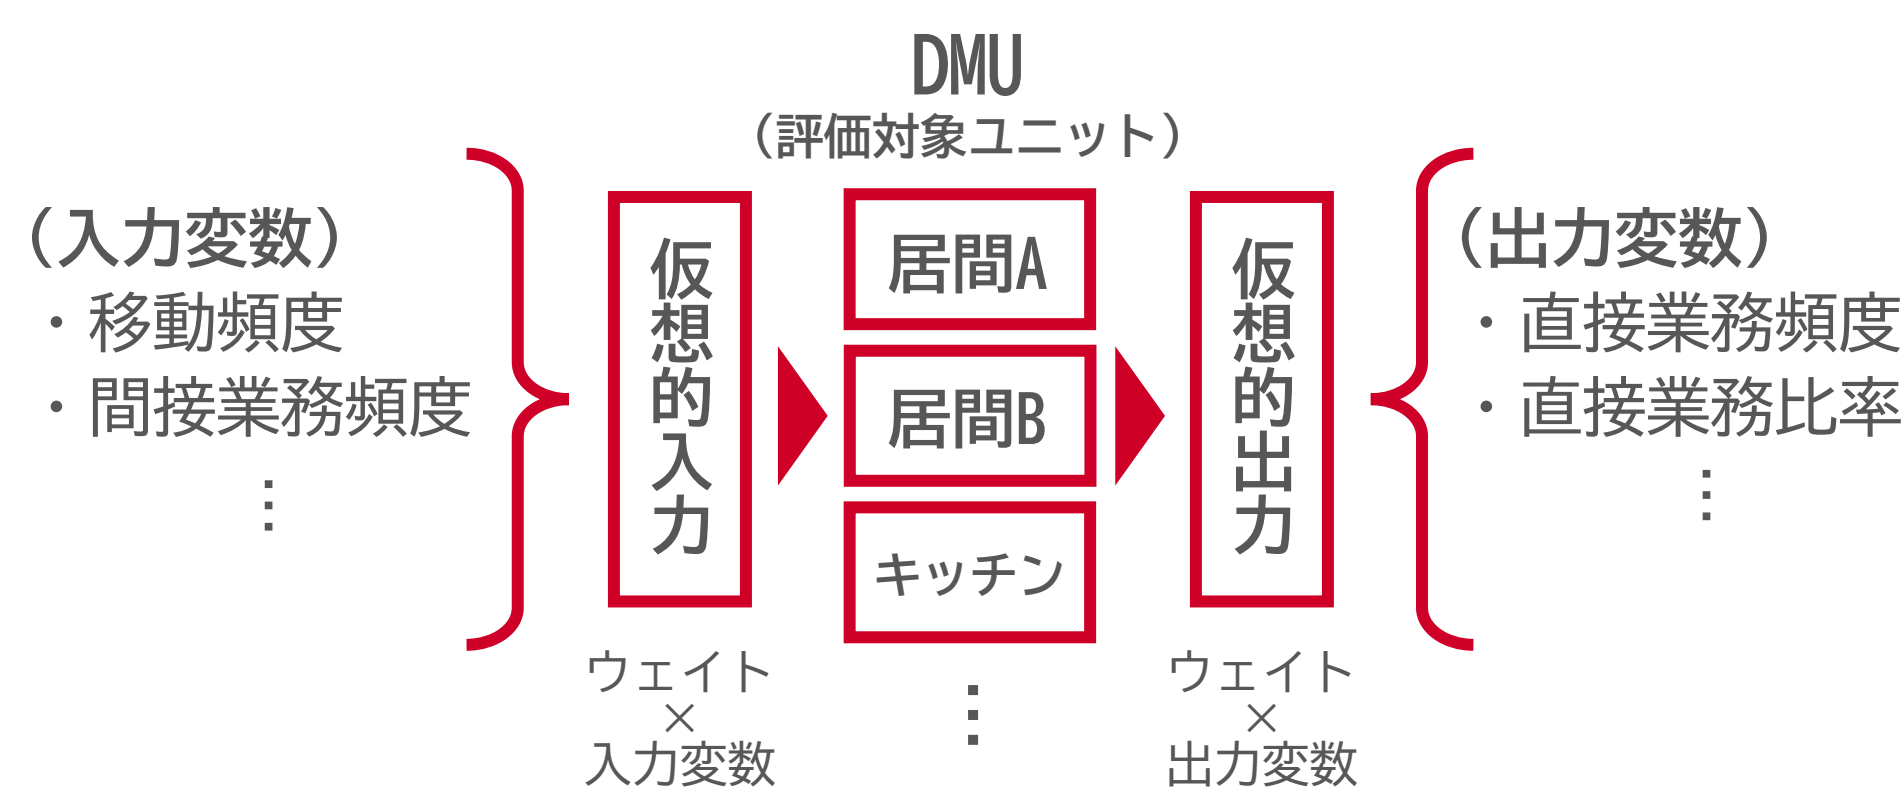 DMU
（評価対象ユニット）
（入力変数）
・移動頻度
・間接業務頻度
⋮
仮想的入力
ウェイト
×
入力変数
居間A
居間B
キッチン
⋮
仮想的出力
ウェイト
×
出力変数
（出力変数）
・直接業務頻度
・直接業務比率
⋮